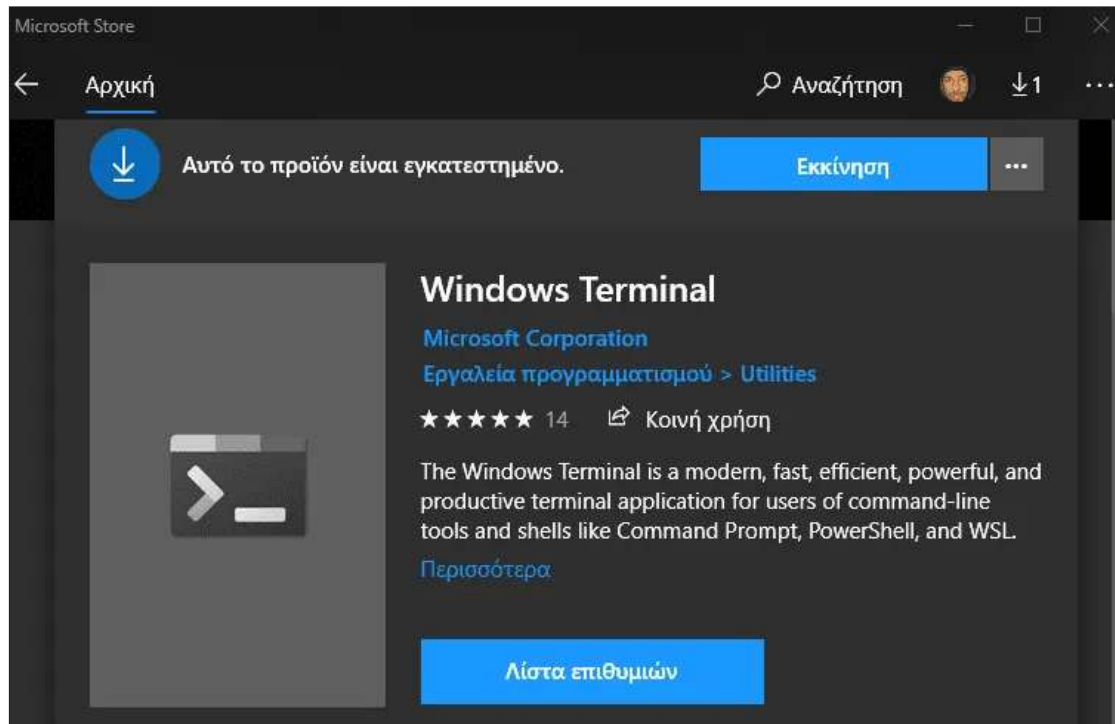 Microsoft Store
Αρχική
Αναζήτηση
1
Αυτό το προϊόν είναι εγκατεστημένο.
Εκκίνηση
Windows Terminal
Microsoft Corporation
Εργαλεία προγραμματισμού > Utilities
14 Κοινή χρήση
The Windows Terminal is a modern, fast, efficient, powerful, and
productive terminal application for users of command-line
tools and shells like Command Prompt, PowerShell, and WSL.
Περισσότερα
Λίστα επιθυμιών